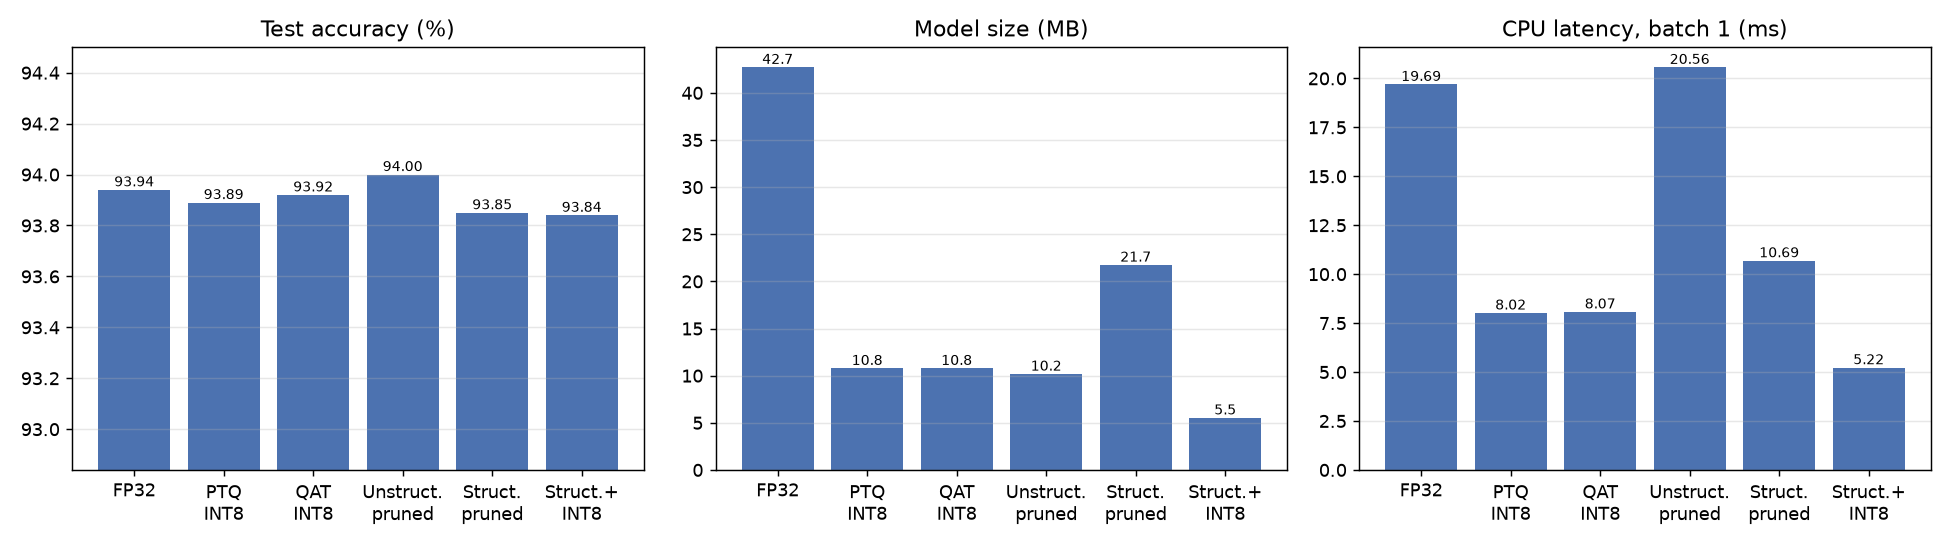 Test accuracy (%)
94.4
94.2
94.0
93.8
93.6
93.4
93.2
93.0
93.94
93.89
93.92
94.00
93.85
93.84
FP32
PTQ
INT8
QAT
INT8
Unstruct.
pruned
Struct.
pruned
Struct.+
INT8
Model size (MB)
40
35
30
25
20
15
10
5
0
42.7
10.8
10.8
10.2
21.7
5.5
FP32
PTQ
INT8
QAT
INT8
Unstruct.
pruned
Struct.
pruned
Struct.+
INT8
CPU latency, batch 1 (ms)
20.0
17.5
15.0
12.5
10.0
7.5
5.0
2.5
0.0
19.69
8.02
8.07
20.56
10.69
5.22
FP32
PTQ
INT8
QAT
INT8
Unstruct.
pruned
Struct.
pruned
Struct.+
INT8